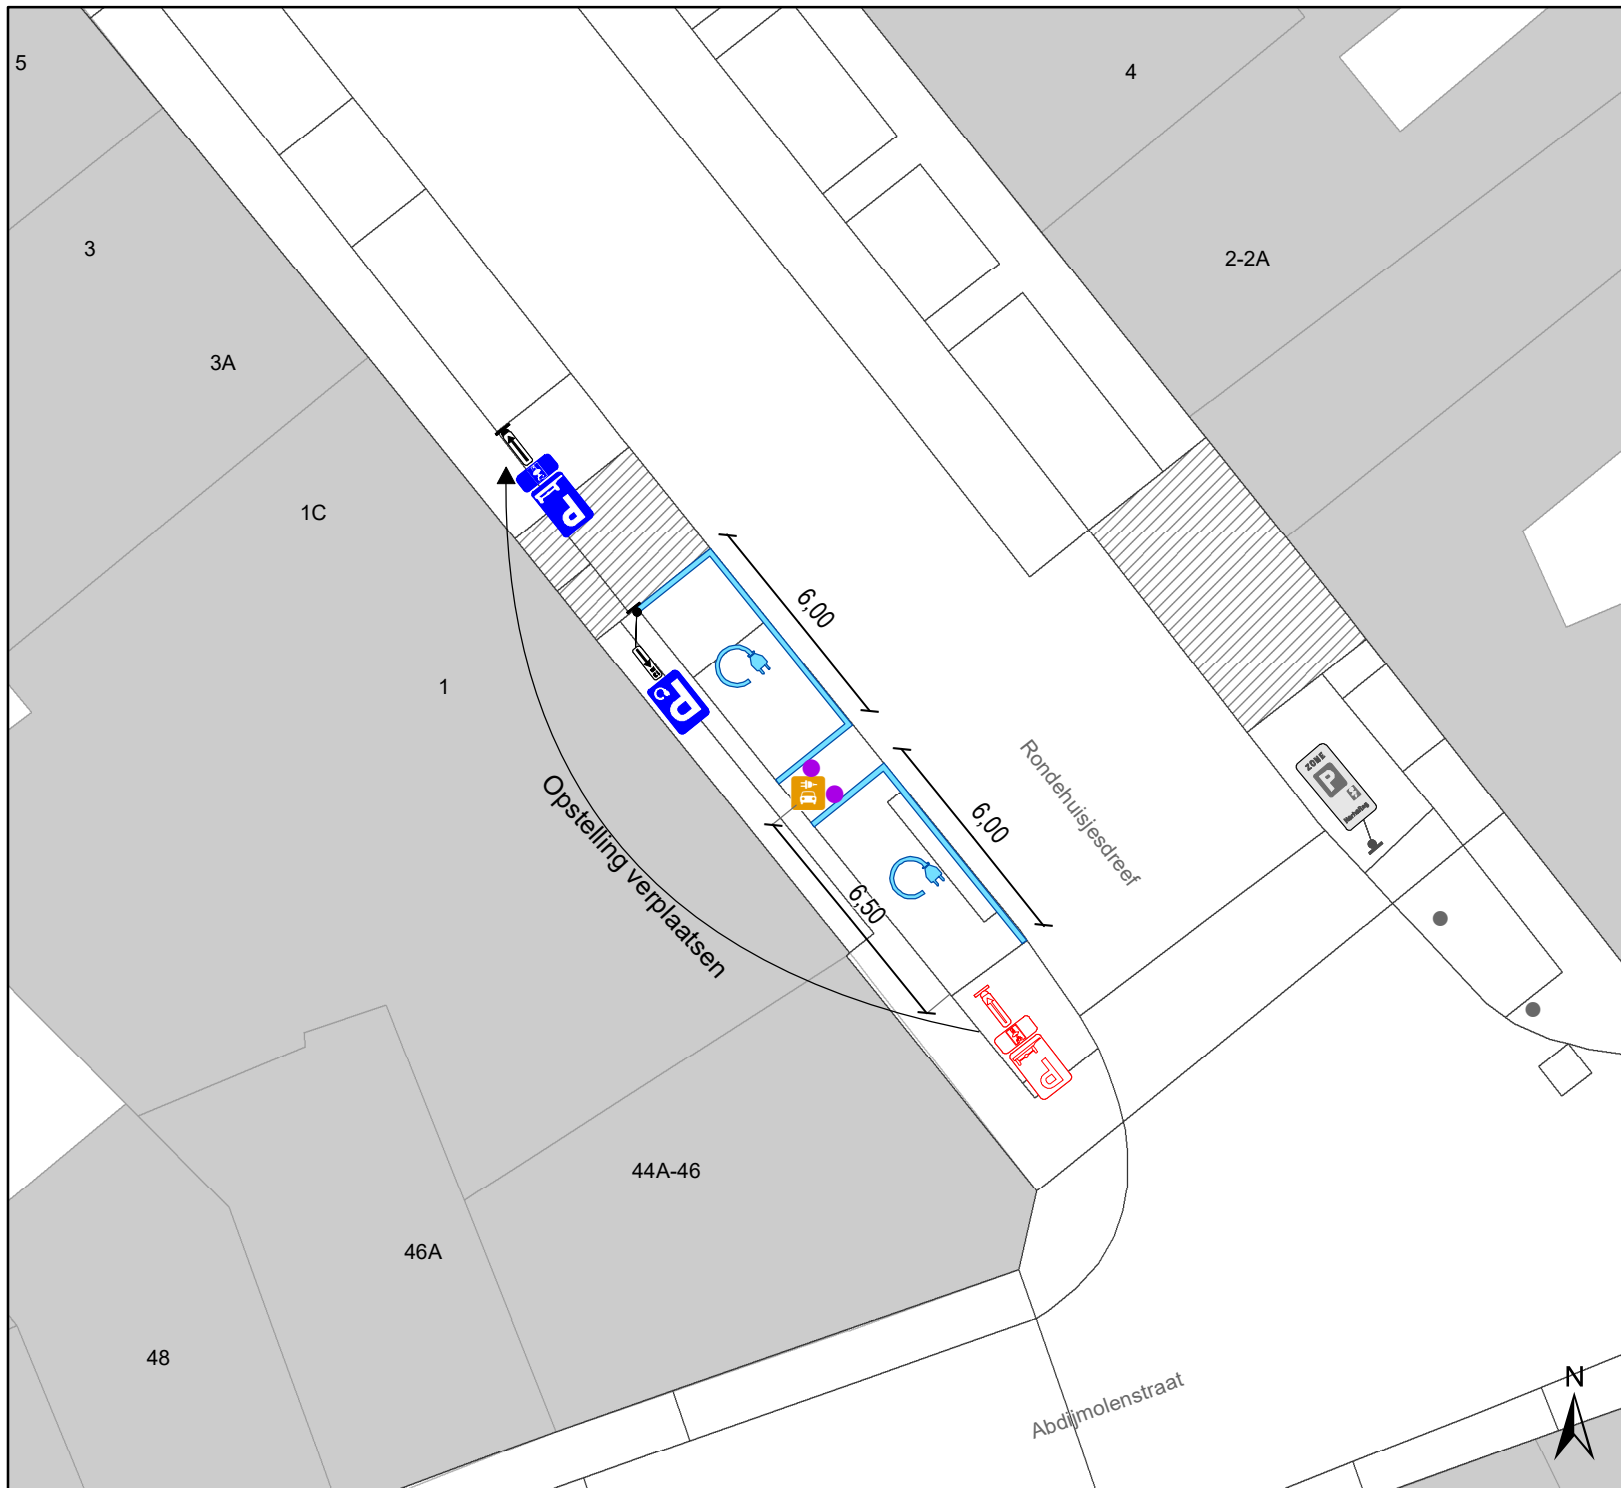 5
4
3
2-2A
3A
1C
P
6,00
1
P
C
ZONE
P
Rondehuisjesdreef
6,00
Opstelling verplaatsen
6,50
P
44A-46
46A
48
Abdijmolenstraat
N